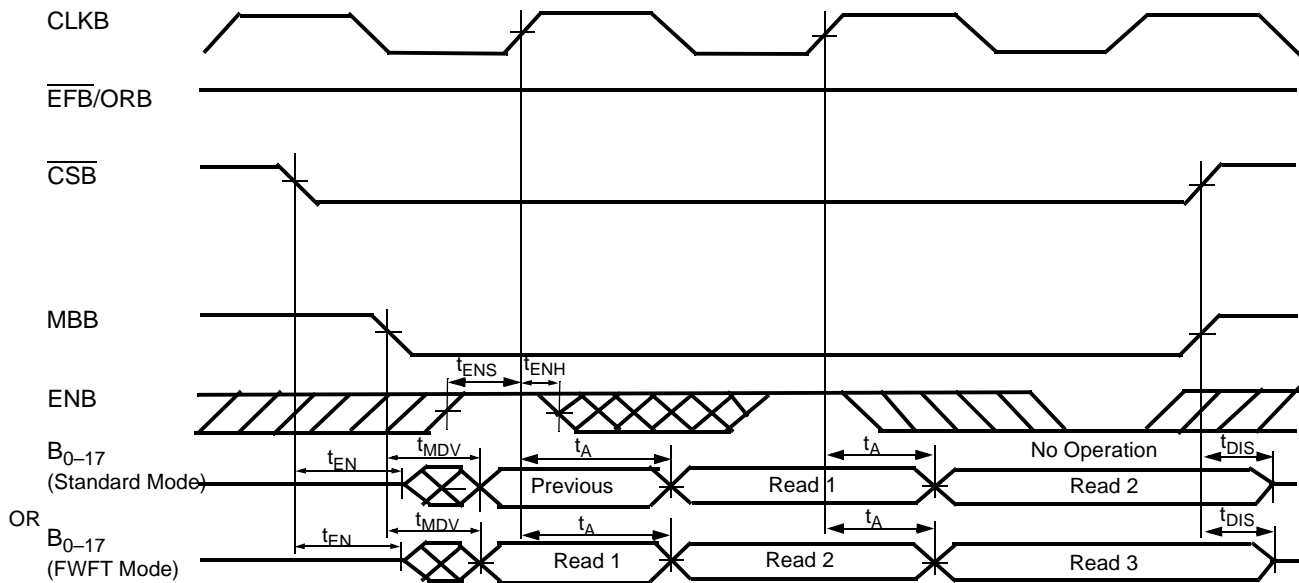 CLKB
EFB/ORB
CSB
MBB
tENS tENH
ENB
No Operation
B0–17
(Standard Mode)
tEN tMDV tA tA tDIS
Previous Read 1 Read 2
OR
B0–17
(FWFT Mode)
tEN tMDV tA tA tDIS
Read 1 Read 2 Read 3